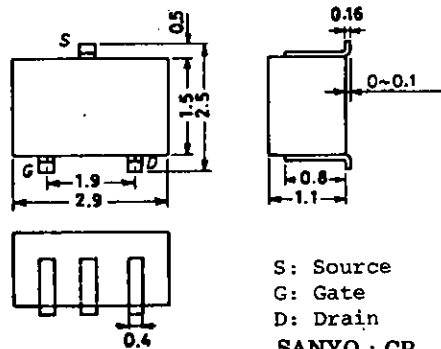 S
0.5
1.5
2.5
G
D
1.9
2.9
0.16
0~0.1
0.8
1.1
0.4
S: Source
G: Gate
D: Drain
SANYO : CP